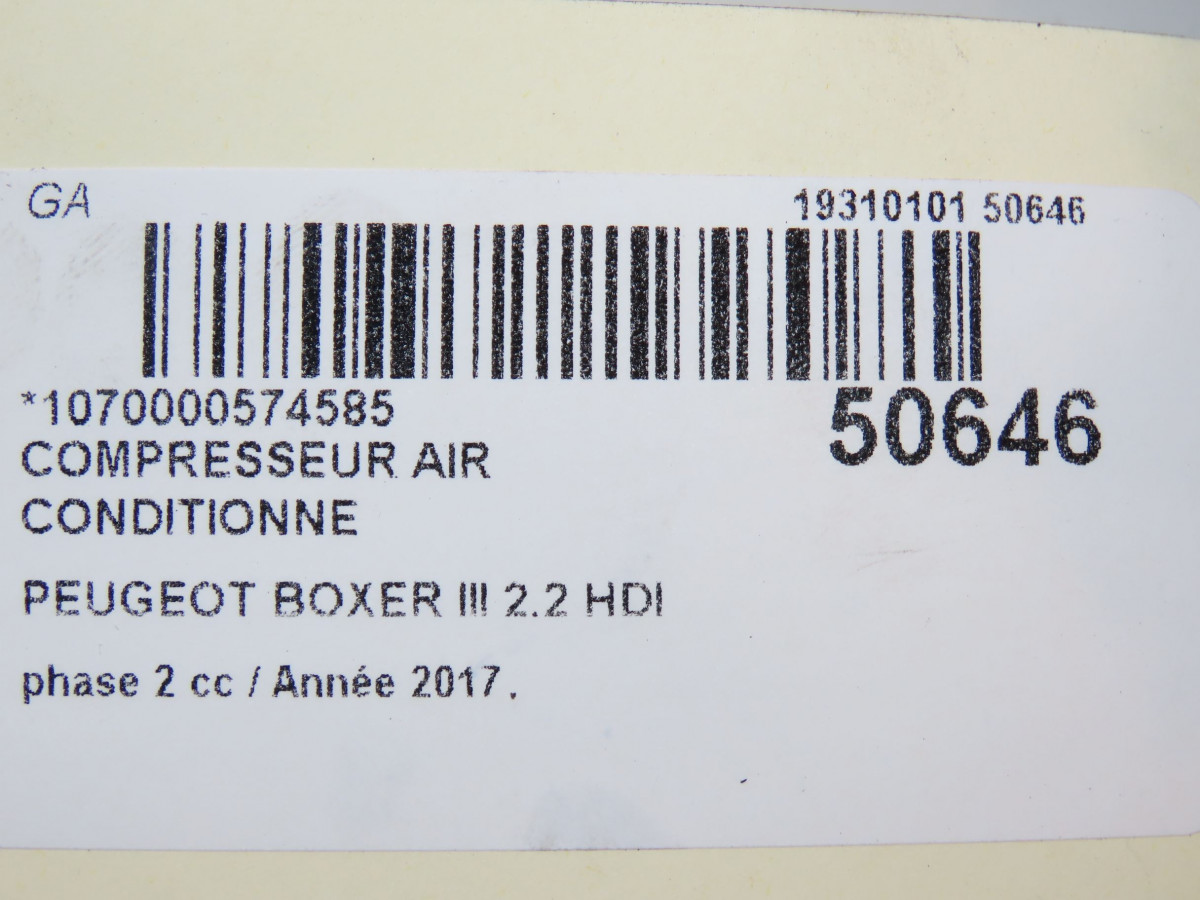 GA
19310101 50646
*1070000574585
50646
COMPRESSEUR AIR
CONDITIONNE
PEUGEOT BOXER III 2.2 HDI
phase 2 cc / Année 2017.